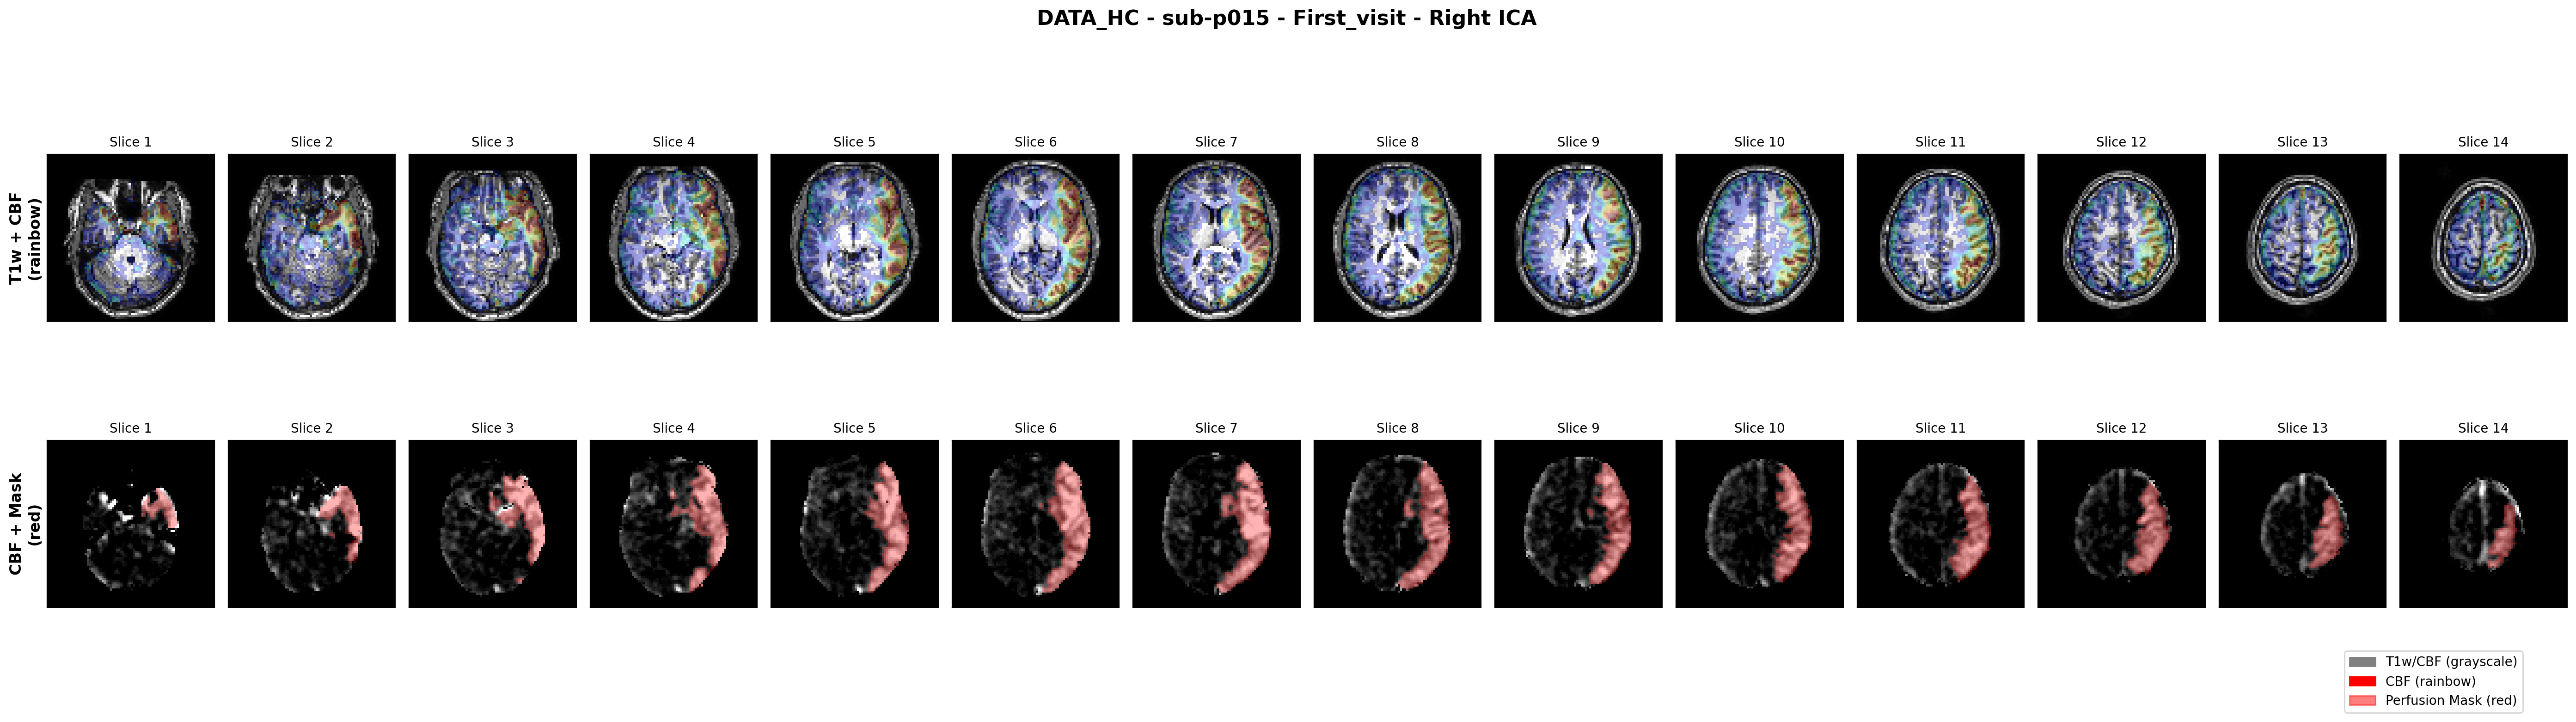 DATA_HC - sub-p015 - First_visit - Right ICA
T1w + CBF
(rainbow)
Slice 1
Slice 2
Slice 3
Slice 4
Slice 5
Slice 6
Slice 7
Slice 8
Slice 9
Slice 10
Slice 11
Slice 12
Slice 13
Slice 14
CBF + Mask
(red)
Slice 1
Slice 2
Slice 3
Slice 4
Slice 5
Slice 6
Slice 7
Slice 8
Slice 9
Slice 10
Slice 11
Slice 12
Slice 13
Slice 14
T1w/CBF (grayscale)
CBF (rainbow)
Perfusion Mask (red)